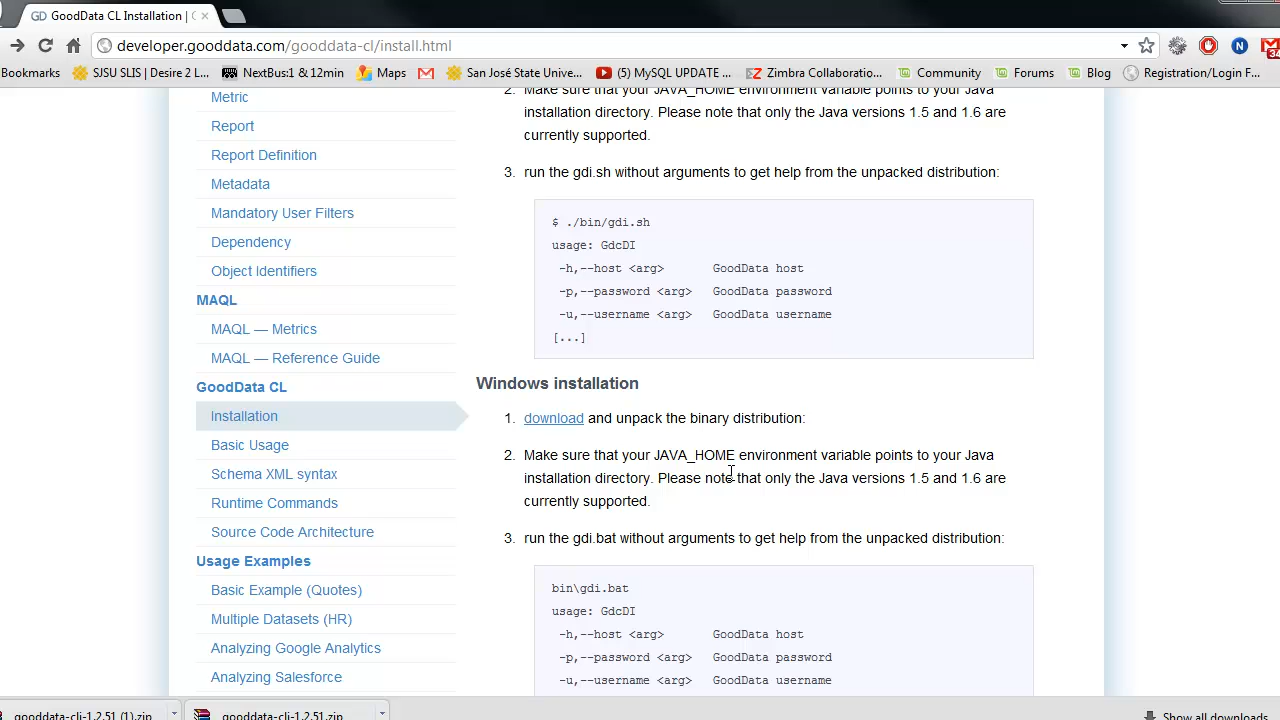 GoodData CL Installation |
developer.gooddata.com/gooddata-cl/install.html
Bookmarks
SJSU SLIS | Desire 2 L...
NextBus:1 & 12min
Maps
San José State Unive...
(5) MySQL UPDATE ...
Zimbra Collaboratio...
Community
Forums
Blog
Registration/Login F...
Metric
Report
Report Definition
Metadata
Mandatory User Filters
Dependency
Object Identifiers
MAQL
MAQL — Metrics
MAQL — Reference Guide
GoodData CL
Installation
Basic Usage
Schema XML syntax
Runtime Commands
Source Code Architecture
Usage Examples
Basic Example (Quotes)
Multiple Datasets (HR)
Analyzing Google Analytics
Analyzing Salesforce
2. Make sure that your JAVA_HOME environment variable points to your Java
installation directory. Please note that only the Java versions 1.5 and 1.6 are
currently supported.
3. run the gdi.sh without arguments to get help from the unpacked distribution:
$ ./bin/gdi.sh
usage: GdcDI
-h,--host <arg> GoodData host
-p,--password <arg> GoodData password
-u,--username <arg> GoodData username
[...]
Windows installation
1. download and unpack the binary distribution:
2. Make sure that your JAVA_HOME environment variable points to your Java
installation directory. Please note that only the Java versions 1.5 and 1.6 are
currently supported.
3. run the gdi.bat without arguments to get help from the unpacked distribution:
bin\gdi.bat
usage: GdcDI
-h,--host <arg> GoodData host
-p,--password <arg> GoodData password
-u,--username <arg> GoodData username
gooddata-cli-1.2.51 (1).zip
gooddata-cli-1.2.51.zip
Show all downloads